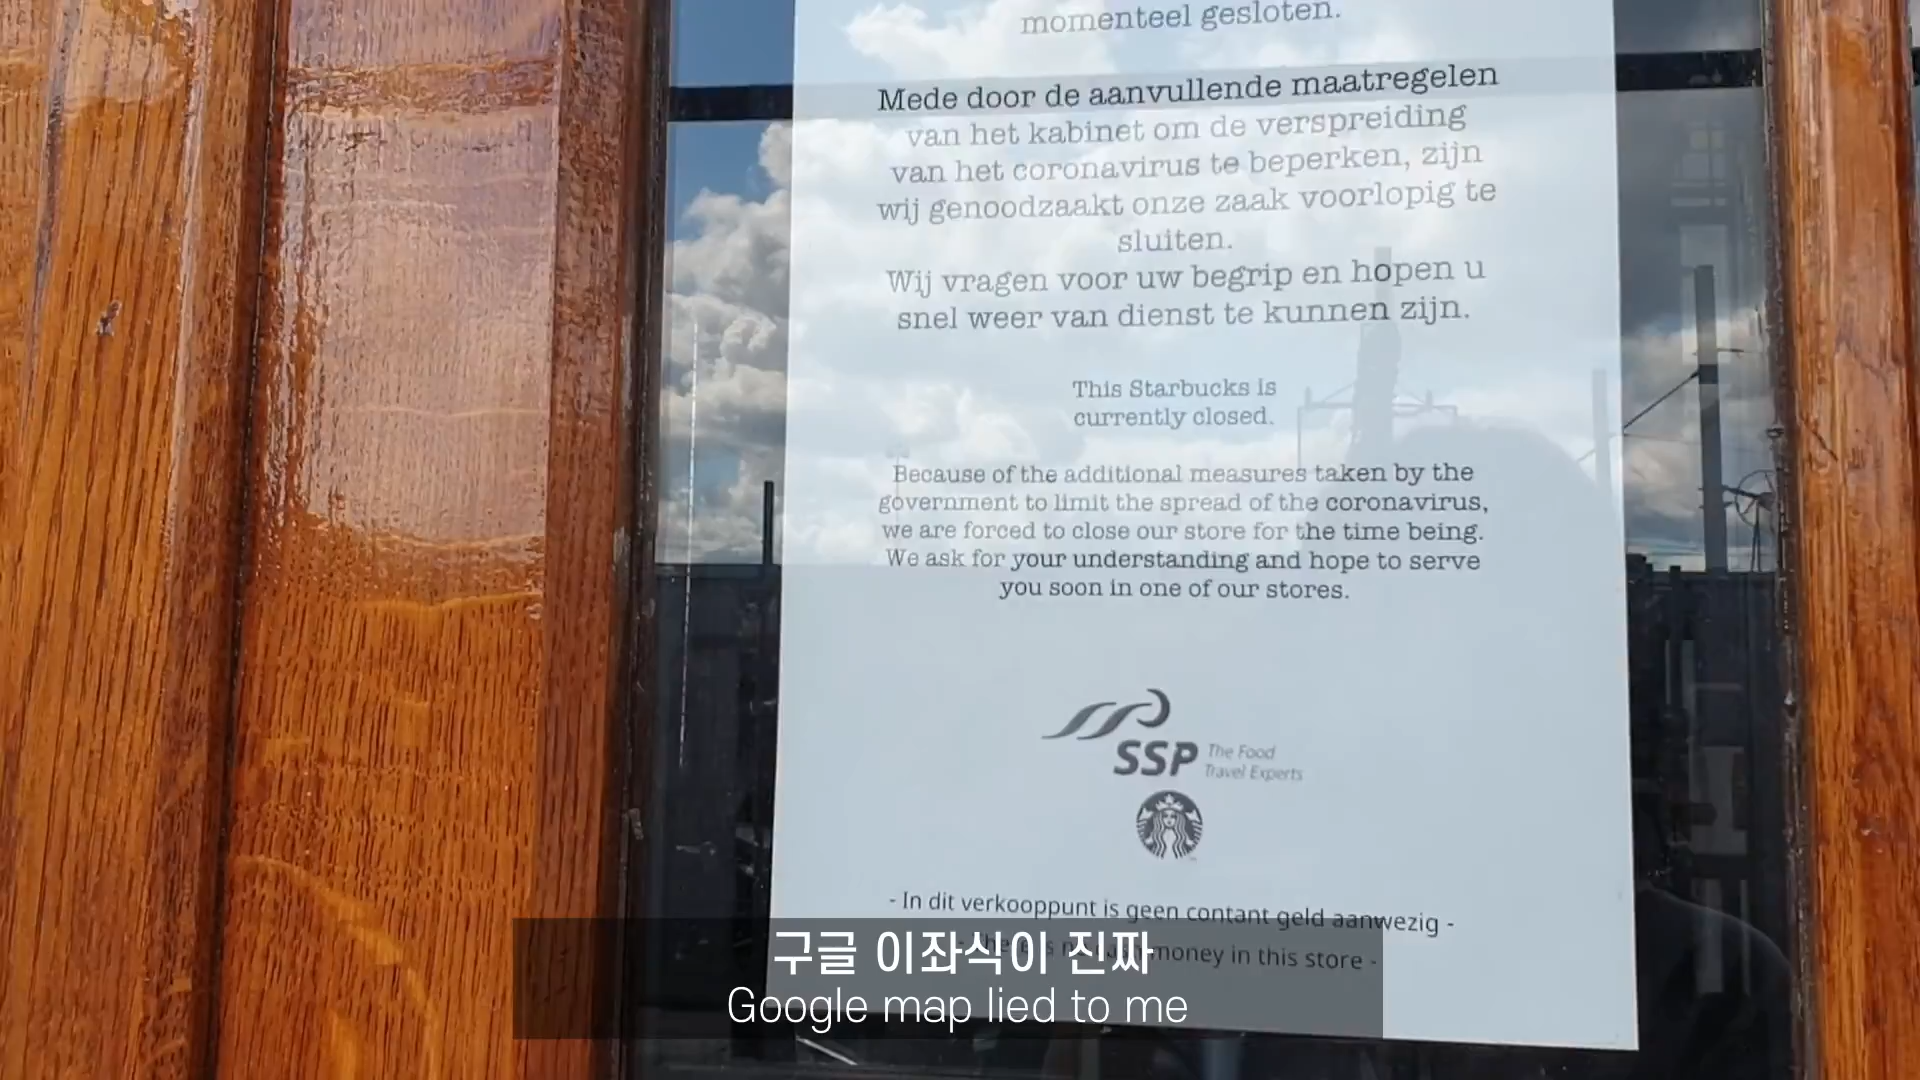 momenteel gesloten.
Mede door de aanvullende maatregelen
van het kabinet om de verspreiding
van het coronavirus te beperken, zijn
wij genoodzaakt onze zaak voorlopig te
sluiten.
Wij vragen voor uw begrip en hopen u
snel weer van dienst te kunnen zijn.
This Starbucks is
currently closed.
Because of the additional measures taken by the
government to limit the spread of the coronavirus,
we are forced to close our store for the time being.
We ask for your understanding and hope to serve
you soon in one of our stores.
SSP The Food
Travel Experts
- In dit verkooppunt is geen contant geld aanwezig -
money in this store -
구글 이좌식이 진짜
Google map lied to me